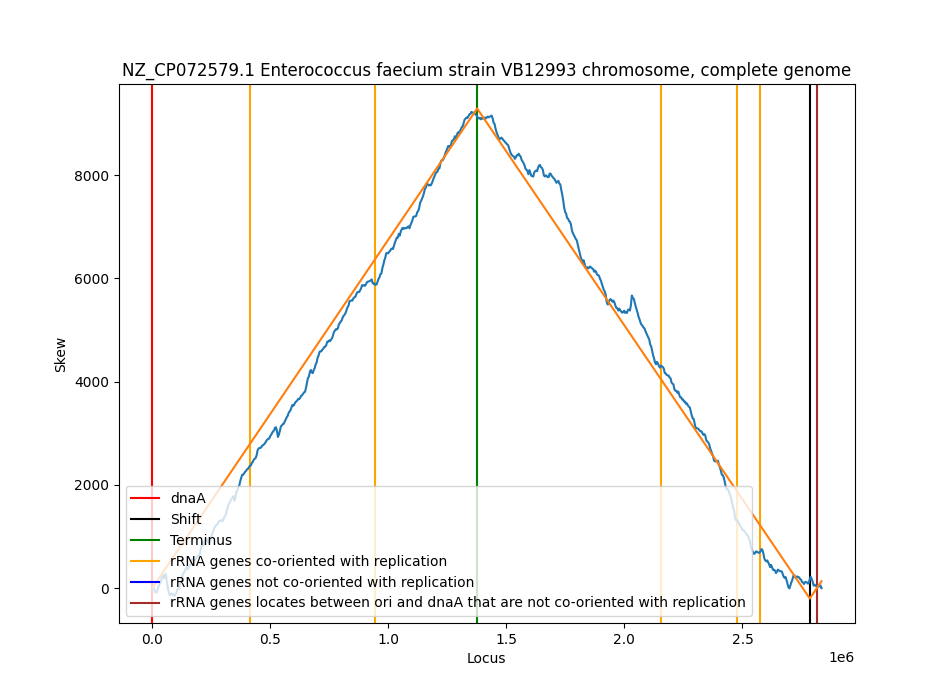 NZ_CP072579.1 Enterococcus faecium strain VB12993 chromosome, complete genome
Skew
8000
6000
4000
2000
0
dnaA
Shift
Terminus
rRNA genes co-oriented with replication
rRNA genes not co-oriented with replication
rRNA genes locates between ori and dnaA that are not co-oriented with replication
0.0 0.5 1.0 1.5 2.0 2.5
1e6
Locus